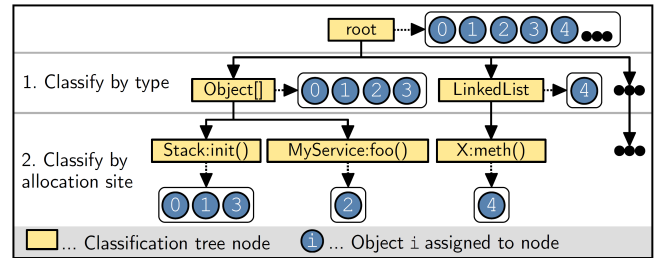 root 0 1 2 3 4
1. Classify by type Object[] 0 1 2 3 LinkedList 4
Stack:init() MyService:foo() X:meth()
2. Classify by
allocation site
0 1 3 2 4
... Classification tree node i ... Object i assigned to node